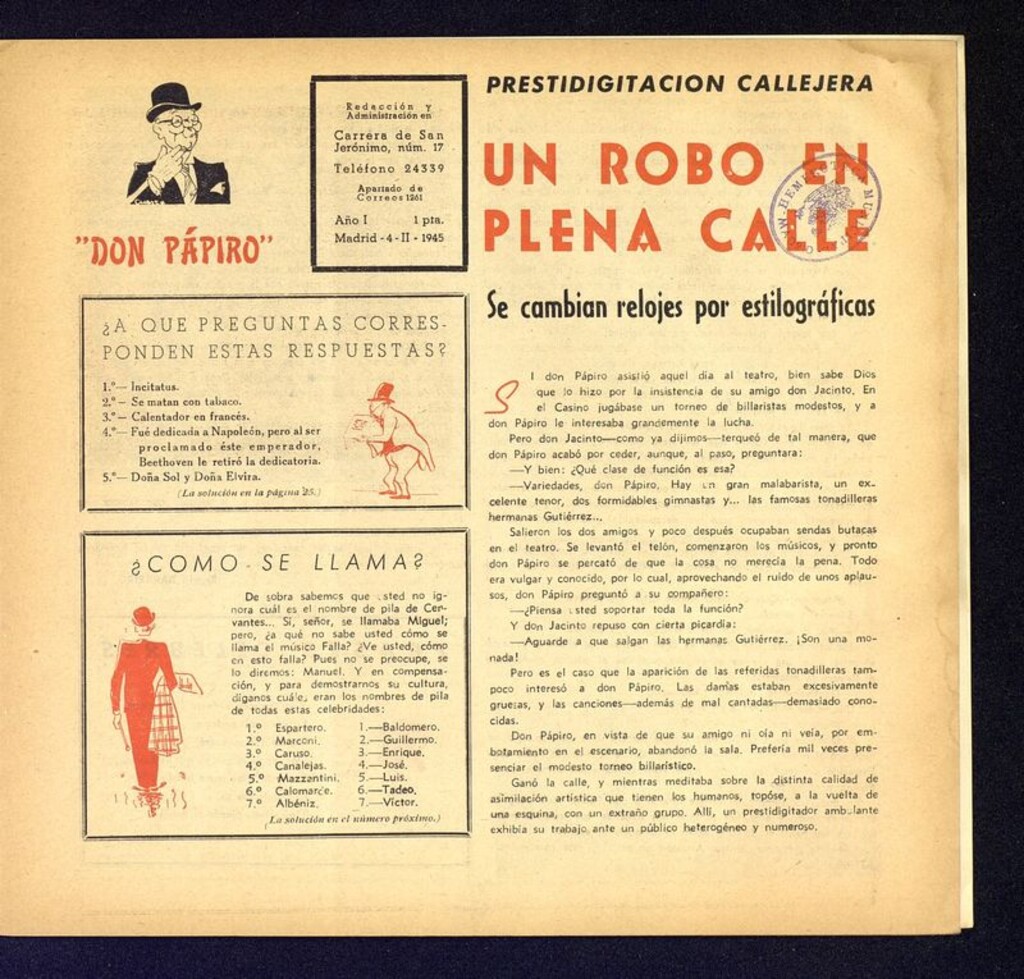 "DON PÁPIRO"
Redacción y
Administración en
Carrera de San
Jerónimo, núm. 17
Teléfono 24339
Apartado de
Correos 1261
Año I 1 pta.
Madrid - 4 - II - 1945
¿A QUE PREGUNTAS CORRES-
PONDEN ESTAS RESPUESTAS?
1.ª— Incitatus.
2.ª— Se matan con tabaco.
3.ª— Calentador en francés.
4.ª— Fué dedicada a Napoleón, pero al ser
proclamado éste emperador,
Beethoven le retiró la dedicatoria.
5.ª— Doña Sol y Doña Elvira.
(La solución en la página 25.)
¿COMO SE LLAMA?
De sobra sabemos que usted no ig-
nora cuál es el nombre de pila de Cer-
vantes... Sí, señor, se llamaba Miguel;
pero, ¿a qué no sabe usted cómo se
llama el músico Falla? ¿Ve usted, cómo
en esto falla? Pues no se preocupe, se
lo diremos: Manuel. Y en compensa-
ción, y para demostrarnos su cultura,
díganos cuáles eran los nombres de pila
de todas estas celebridades:
1.º Espartero. 1.—Baldomero.
2.º Marconi. 2.—Guillermo.
3.º Caruso. 3.—Enrique.
4.º Canalejas. 4.—José.
5.º Mazzantini. 5.—Luis.
6.º Calomarde. 6.—Tadeo.
7.º Albéniz. 7.—Víctor.
(La solución en el número próximo.)
PRESTIDIGITACION CALLEJERA
UN ROBO EN
PLENA CALLE
Se cambian relojes por estilográficas
SI don Pápiro asistió aquel día al teatro, bien sabe Dios
que lo hizo por la insistencia de su amigo don Jacinto. En
el Casino jugábase un torneo de billaristas modestos, y a
don Pápiro le interesaba grandemente la lucha.
Pero don Jacinto—como ya dijimos—terqueó de tal manera, que
don Pápiro acabó por ceder, aunque, al paso, preguntara:
—Y bien: ¿Qué clase de función es esa?
—Variedades, don Pápiro. Hay un gran malabarista, un ex-
celente tenor, dos formidables gimnastas y... las famosas tonadilleras
hermanas Gutiérrez...
Salieron los dos amigos y poco después ocupaban sendas butacas
en el teatro. Se levantó el telón, comenzaron los músicos, y pronto
don Pápiro se percató de que la cosa no merecía la pena. Todo
era vulgar y conocido, por lo cual, aprovechando el ruido de unos aplau-
sos, don Pápiro preguntó a su compañero:
—¿Piensa usted soportar toda la función?
Y don Jacinto repuso con cierta picardía:
—Aguarde a que salgan las hermanas Gutiérrez. ¡Son una mo-
nada!
Pero es el caso que la aparición de las referidas tonadilleras tam-
poco interesó a don Pápiro. Las damas estaban excesivamente
gruesas, y las canciones—además de mal cantadas—demasiado cono-
cidas.
Don Pápiro, en vista de que su amigo ni oía ni veía, por em-
botamiento en el escenario, abandonó la sala. Prefería mil veces pre-
senciar el modesto torneo billarístico.
Ganó la calle, y mientras meditaba sobre la distinta calidad de
asimilación artística que tienen los humanos, topóse, a la vuelta de
una esquina, con un extraño grupo. Allí, un prestidigitador ambulante
exhibía su trabajo ante un público heterogéneo y numeroso.